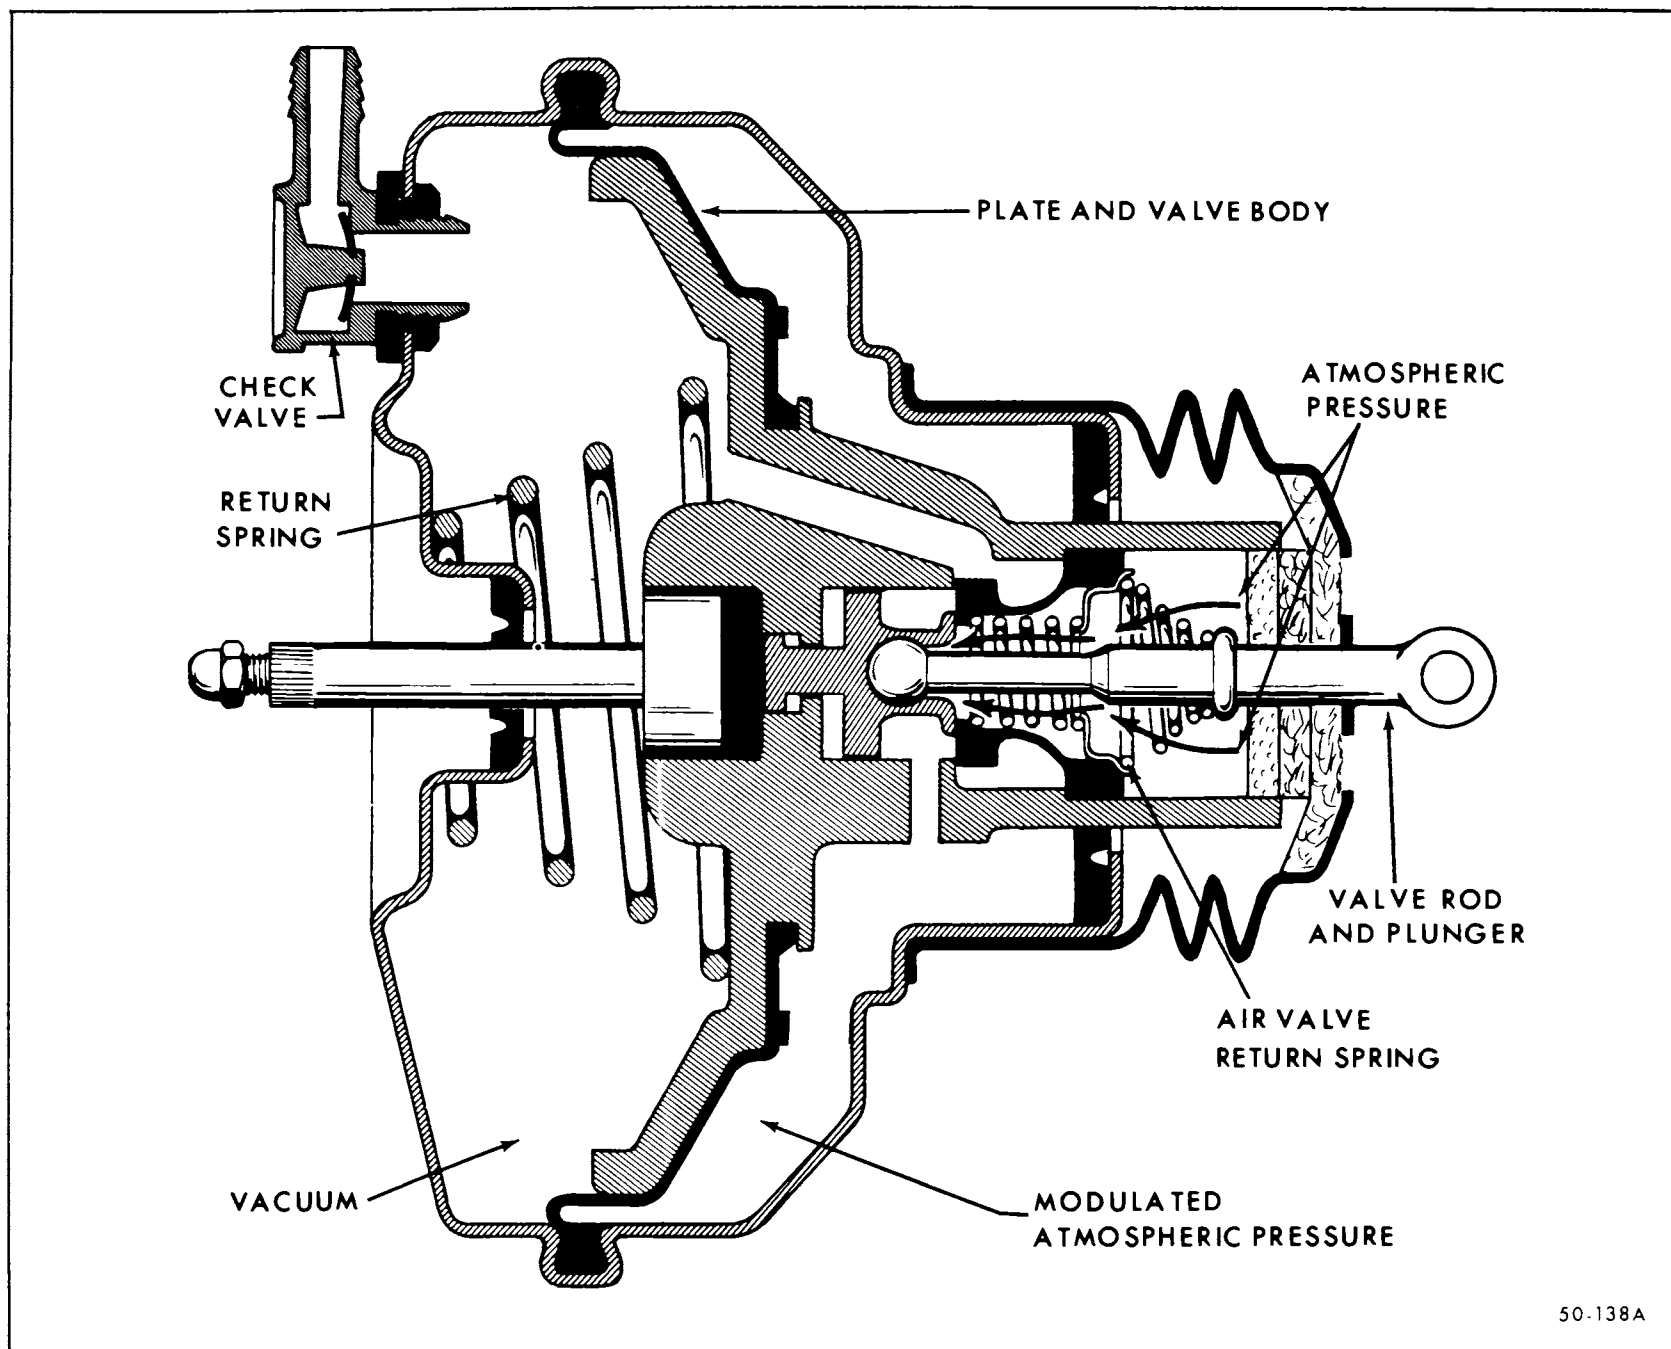 PLATE AND VALVE BODY
ATMOSPHERIC
PRESSURE
CHECK
VALVE
RETURN
SPRING
VALVE ROD
AND PLUNGER
AIR VALVE
RETURN SPRING
VACUUM
MODULATED
ATMOSPHERIC PRESSURE
50-138A